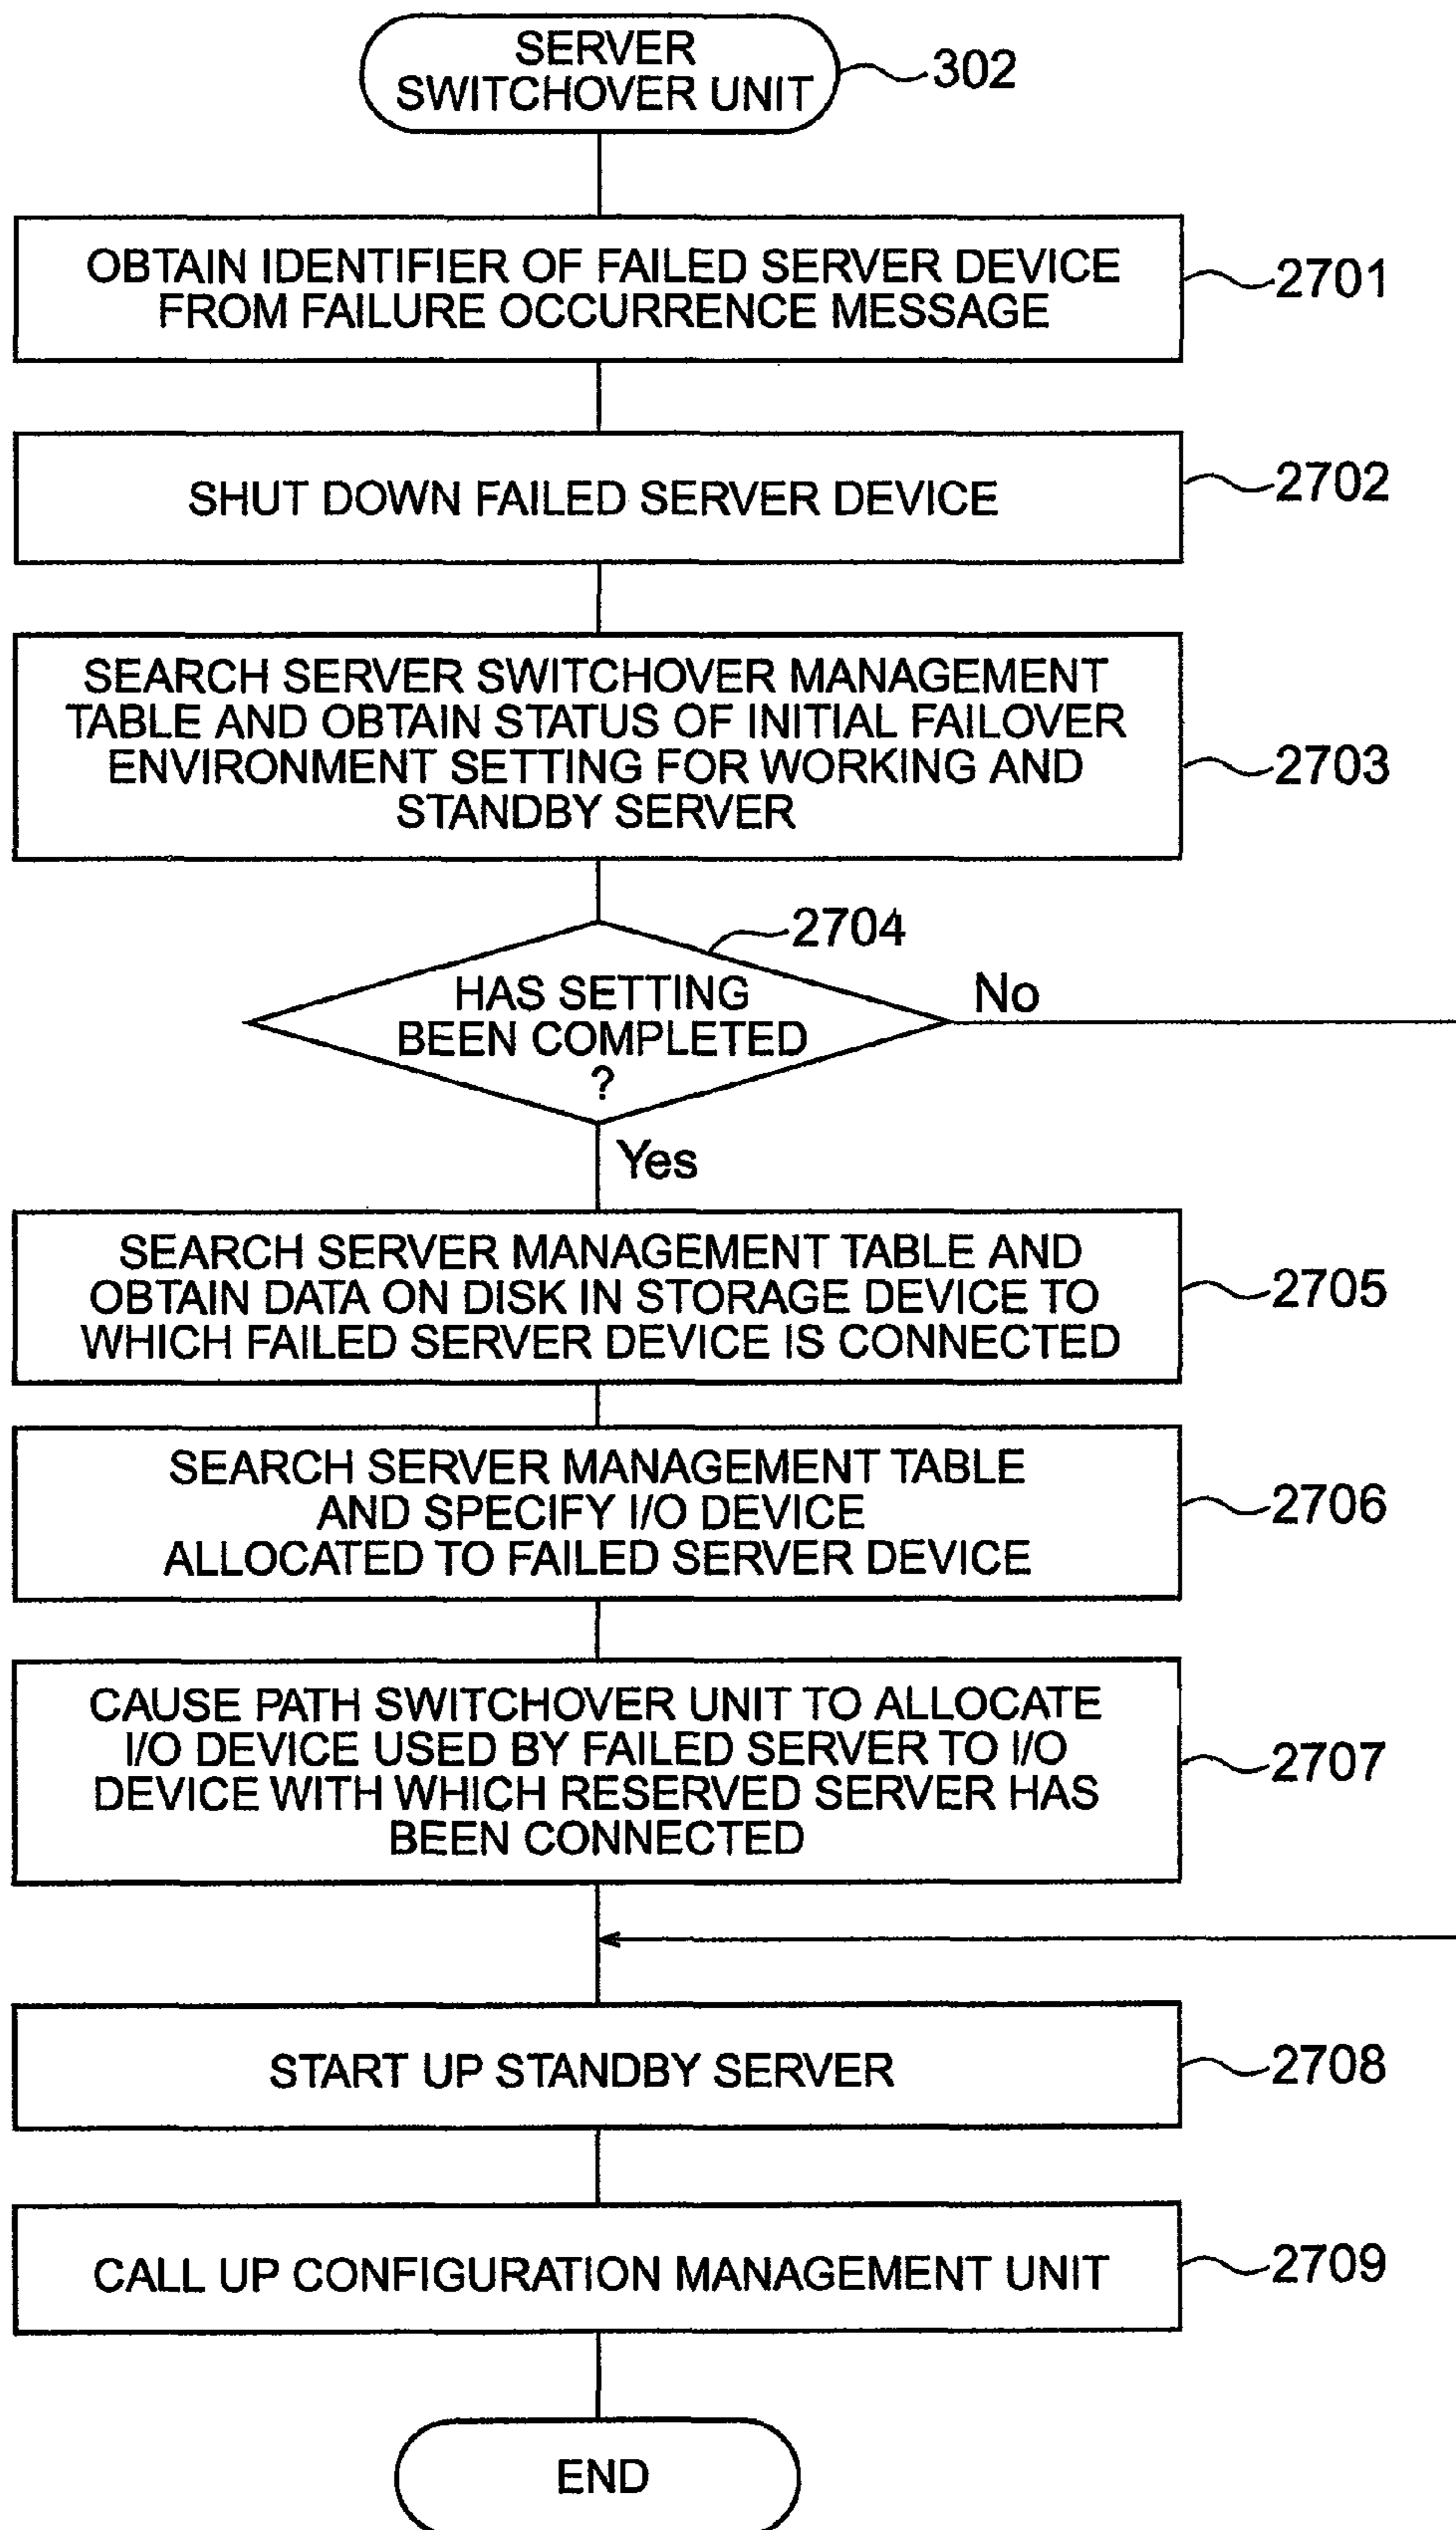 SERVER
SWITCHOVER UNIT
302
OBTAIN IDENTIFIER OF FAILED SERVER DEVICE
FROM FAILURE OCCURRENCE MESSAGE
2701
SHUT DOWN FAILED SERVER DEVICE
2702
SEARCH SERVER SWITCHOVER MANAGEMENT
TABLE AND OBTAIN STATUS OF INITIAL FAILOVER
ENVIRONMENT SETTING FOR WORKING AND
STANDBY SERVER
2703
2704
HAS SETTING
BEEN COMPLETED
?
No
Yes
SEARCH SERVER MANAGEMENT TABLE AND
OBTAIN DATA ON DISK IN STORAGE DEVICE TO
WHICH FAILED SERVER DEVICE IS CONNECTED
2705
SEARCH SERVER MANAGEMENT TABLE
AND SPECIFY I/O DEVICE
ALLOCATED TO FAILED SERVER DEVICE
2706
CAUSE PATH SWITCHOVER UNIT TO ALLOCATE
I/O DEVICE USED BY FAILED SERVER TO I/O
DEVICE WITH WHICH RESERVED SERVER HAS
BEEN CONNECTED
2707
START UP STANDBY SERVER
2708
CALL UP CONFIGURATION MANAGEMENT UNIT
2709
END